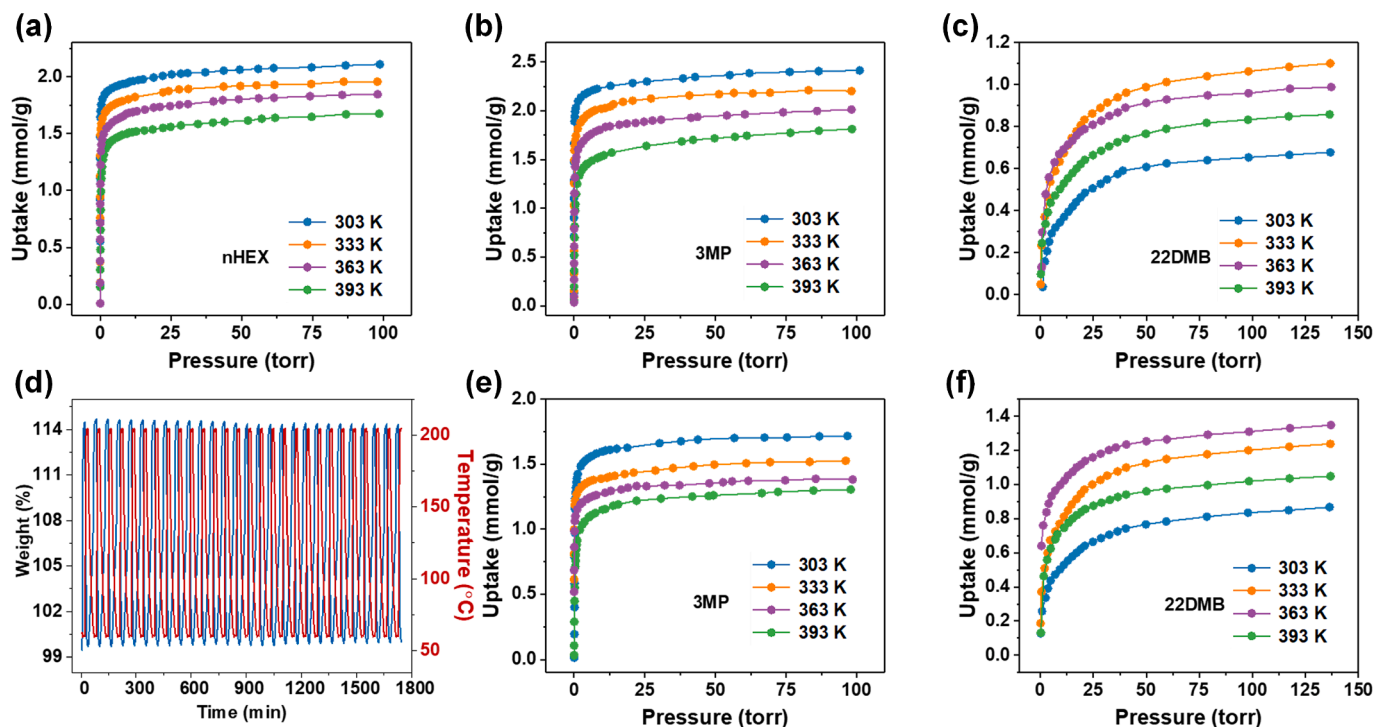 (a)
Uptake (mmol/g)
2.0
1.5
1.0
0.5
0.0
nHEX
303 K
333 K
363 K
393 K
0 25 50 75 100
Pressure (torr)
(b)
Uptake (mmol/g)
2.5
2.0
1.5
1.0
0.5
0.0
3MP
303 K
333 K
363 K
393 K
0 25 50 75 100
Pressure (torr)
(c)
Uptake (mmol/g)
1.2
1.0
0.8
0.6
0.4
0.2
0.0
22DMB
303 K
333 K
363 K
393 K
0 25 50 75 100 125 150
Pressure (torr)
(d)
Weight (%)
114
111
108
105
102
99
200
150
100
50
Temperature (°C)
0 300 600 900 1200 1500 1800
Time (min)
(e)
Uptake (mmol/g)
2.0
1.5
1.0
0.5
0.0
3MP
303 K
333 K
363 K
393 K
0 25 50 75 100
Pressure (torr)
(f)
Uptake (mmol/g)
1.4
1.2
1.0
0.8
0.6
0.4
0.2
0.0
22DMB
303 K
333 K
363 K
393 K
0 25 50 75 100 125 150
Pressure (torr)